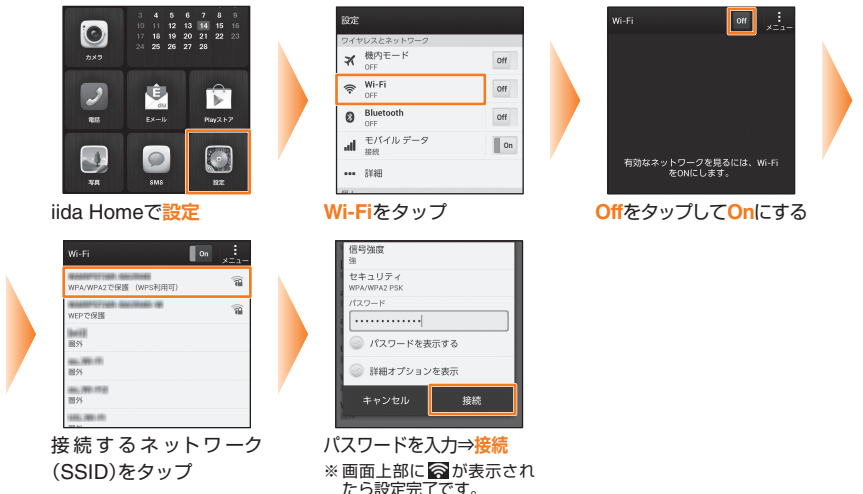 3 4 5 6 7 8 9
10 11 12 13 14 15 16
17 18 19 20 21 22 23
24 25 26 27 28
カメラ
電話
au
Eメール
Playストア
写真
SMS
設定
iida Homeで設定
設定
ワイヤレスとネットワーク
機内モード
OFF
Off
Wi-Fi
OFF
Off
Bluetooth
OFF
Off
モバイル データ
接続
On
詳細
Wi-Fiをタップ
Wi-Fi
Off
メニュー
有効なネットワークを見るには、Wi-Fi
をONにします。
OffをタップしてOnにする
Wi-Fi
On
メニュー
WPA/WPA2で保護 (WPS利用可)
WEPで保護
圏外
圏外
圏外
接続するネットワーク
(SSID)をタップ
信号強度
強
セキュリティ
WPA/WPA2 PSK
パスワード
•••••••••••••
パスワードを表示する
詳細オプションを表示
キャンセル
接続
パスワードを入力⇒接続
※画面上部に が表示され
たら設定完了です。